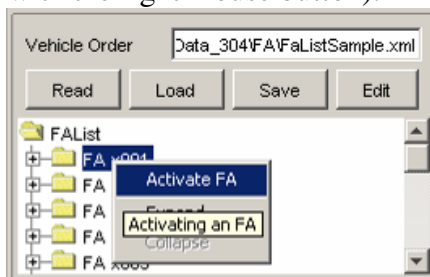 Vehicle Order Data_304\FA\FaListSample.xml
Read Load Save Edit
FAList
FA x001
FA Activate FA
FA Expand
FA Activating an FA
Collapse
FA